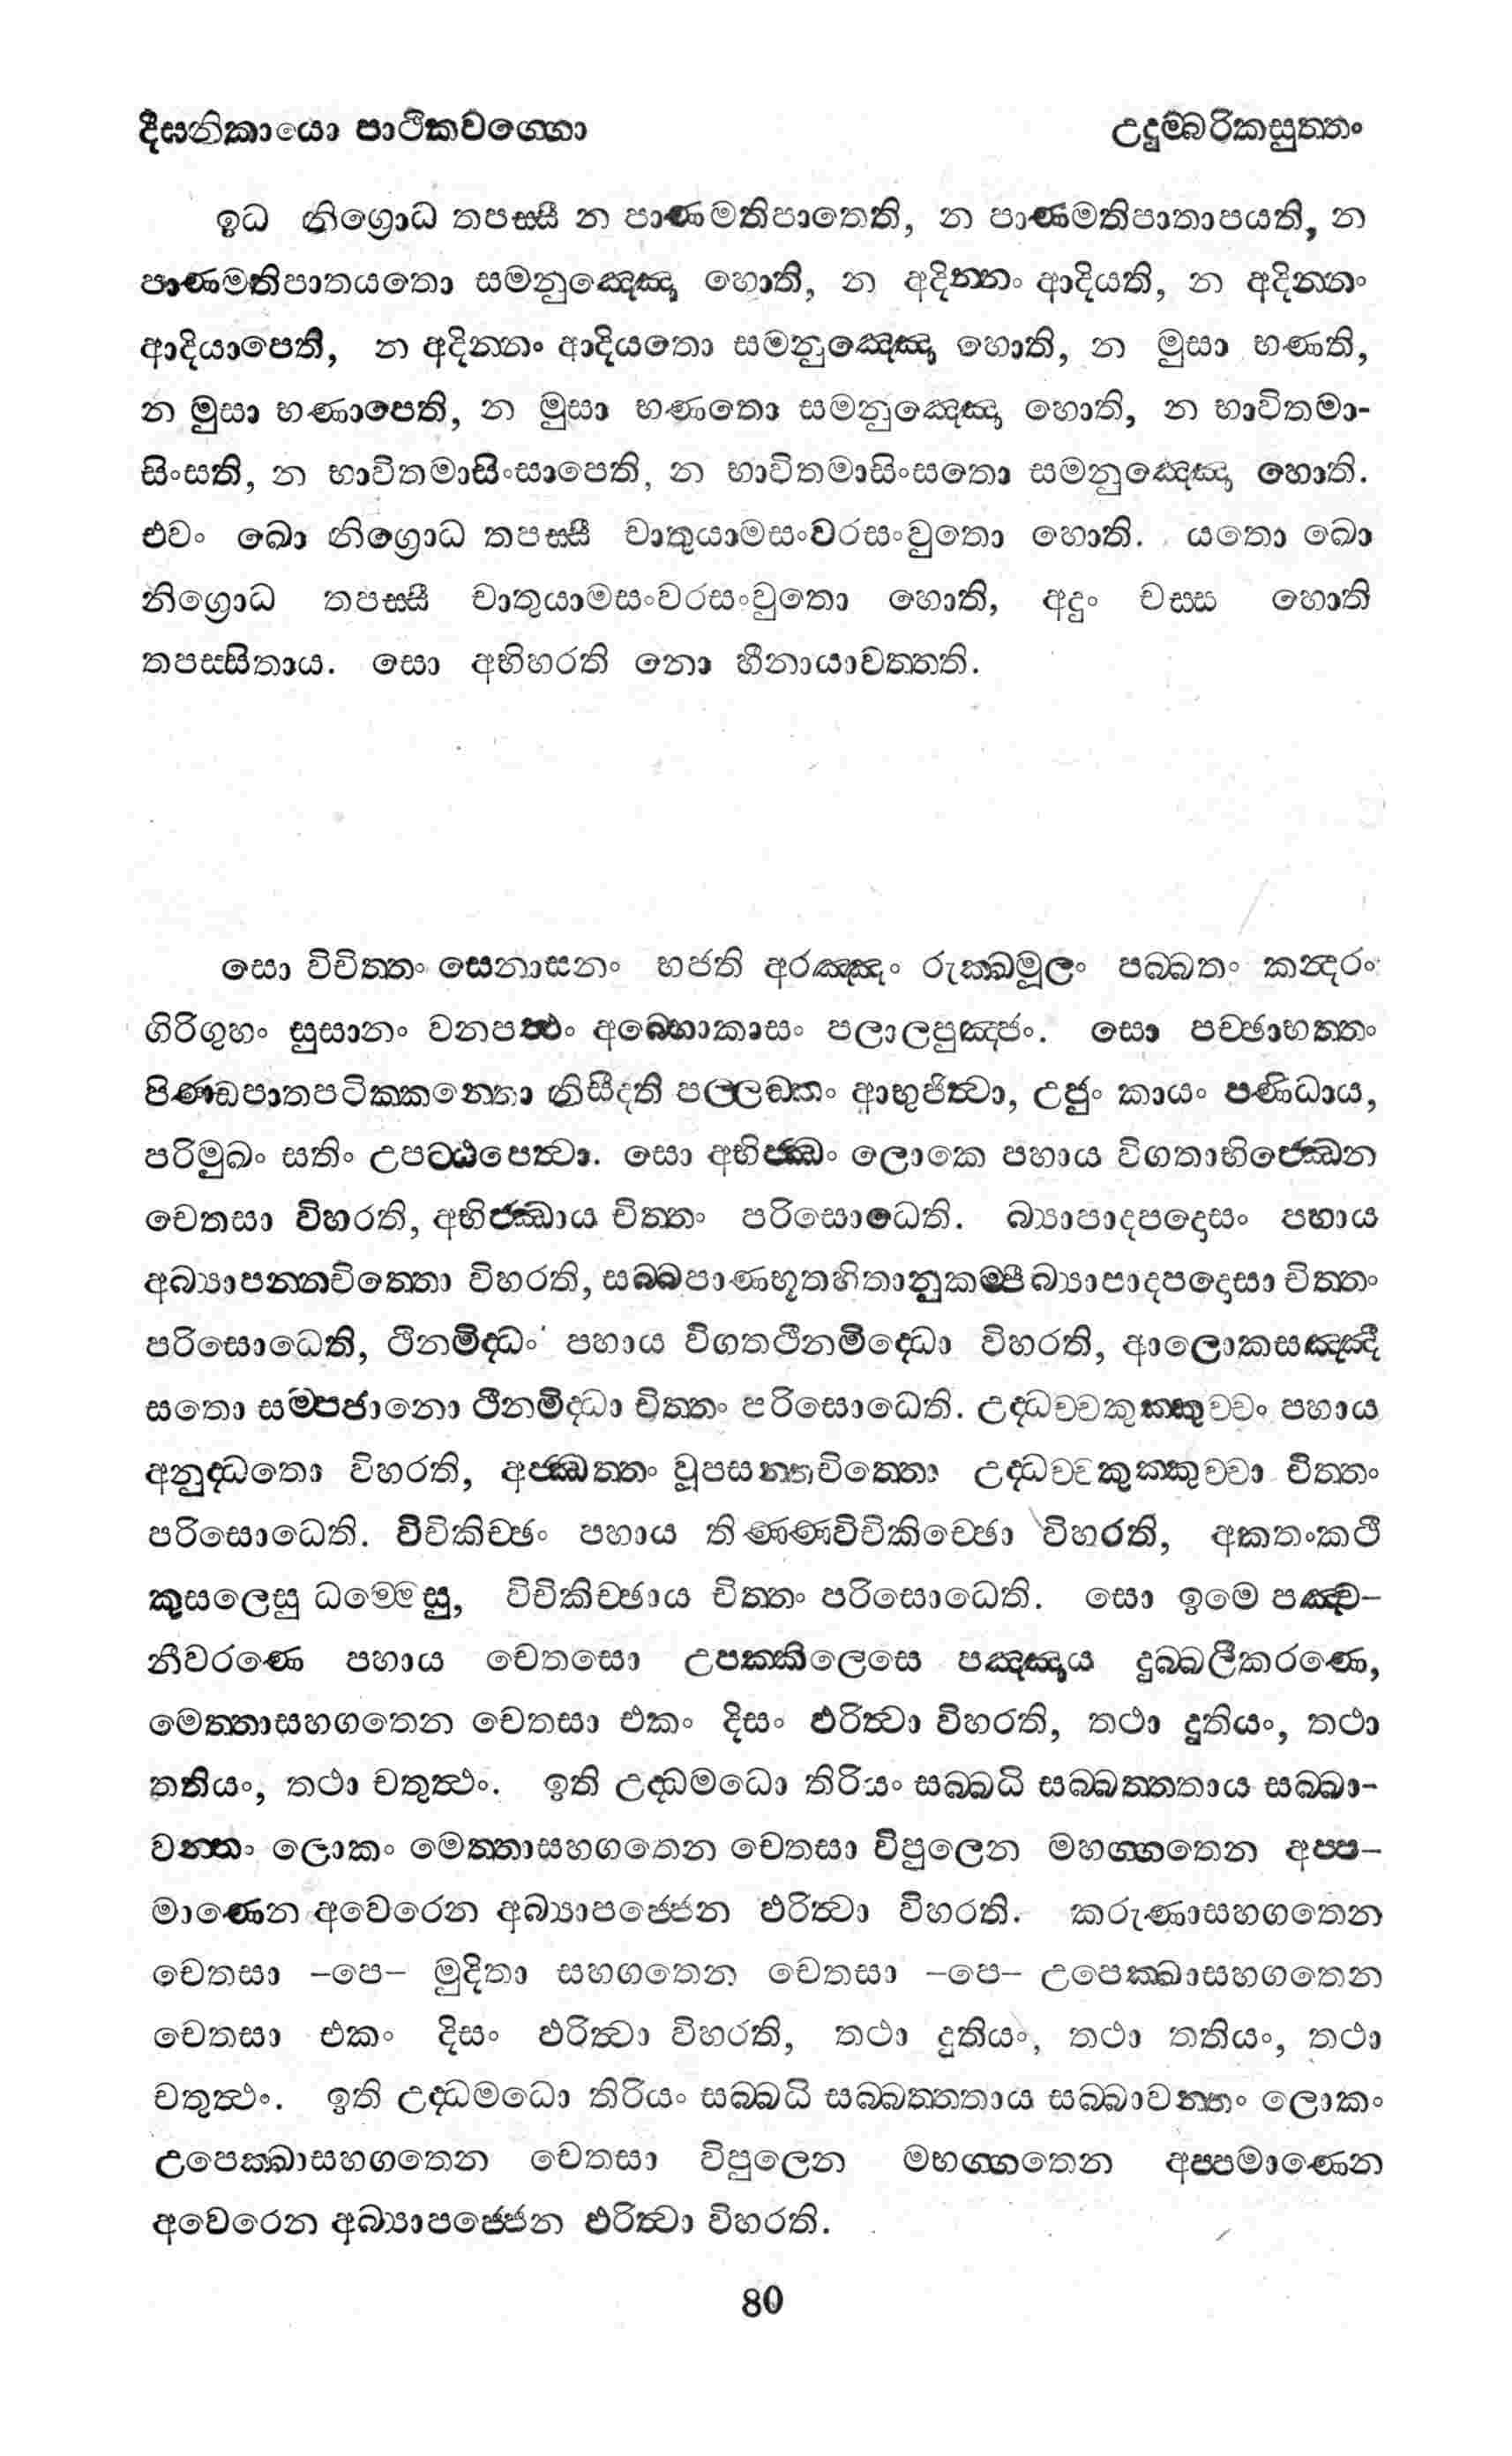 දීඝනිකායො පාථිකවග්ගො
උදුම්බරිකසුත්තං
ඉධ නිග්‍රොධ තපස්සී න පාණමතිපාතෙති, න පාණමතිපාතාපයති, න
පාණමතිපාතයතො සමනුඤ්ඤො හොති, න අදින්නං ආදියති, න අදින්නං
ආදියාපෙති, න අදින්නං ආදියතො සමනුඤ්ඤො හොති, න මුසා භණති,
න මුසා භණාපෙති, න මුසා භණතො සමනුඤ්ඤො හොති, න භාවිතමා-
සිංසති, න භාවිතමාසිංසාපෙති, න භාවිතමාසිංසතො සමනුඤ්ඤො හොති.
එවං ඛො නිග්‍රොධ තපස්සී චාතුයාමසංවරසංවුතො හොති. යතො ඛො
නිග්‍රොධ තපස්සී චාතුයාමසංවරසංවුතො හොති, අදුං චස්ස හොති
තපස්සිතාය. සො අභිහරති නො හීනායාවත්තති.
සො විවිත්තං සෙනාසනං භජති අරඤ්ඤං රුක්ඛමූලං පබ්බතං කන්දරං
ගිරිගුහං සුසානං වනපත්ථං අබ්භොකාසං පලාලපුඤ්ජං. සො පච්ඡාභත්තං
පිණ්ඩපාතපටික්කන්තො නිසීදති පල්ලඞ්කං ආභුජිත්වා, උජුං කායං පණිධාය,
පරිමුඛං සතිං උපට්ඨපෙත්වා. සො අභිජ්ඣං ලොකෙ පහාය විගතාභිජ්ඣෙන
චෙතසා විහරති, අභිජ්ඣාය චිත්තං පරිසොධෙති. බ්‍යාපාදපදොසං පහාය
අබ්‍යාපන්නචිත්තො විහරති, සබ්බපාණභූතහිතානුකම්පී බ්‍යාපාදපදොසා චිත්තං
පරිසොධෙති, ථිනමිද්ධං පහාය විගතථීනමිද්ධො විහරති, ආලොකසඤ්ඤී
සතො සම්පජානො ථීනමිද්ධා චිත්තං පරිසොධෙති. උද්ධච්චකුක්කුච්චං පහාය
අනුද්ධතො විහරති, අජ්ඣත්තං වූපසන්තචිත්තො උද්ධච්චකුක්කුච්චා චිත්තං
පරිසොධෙති. විචිකිච්ඡං පහාය තිණ්ණවිචිකිච්ඡො විහරති, අකතංකථී
කුසලෙසු ධම්මෙසු, විචිකිච්ඡාය චිත්තං පරිසොධෙති. සො ඉමෙ පඤ්ච-
නීවරණෙ පහාය චෙතසො උපක්කිලෙසෙ පඤ්ඤාය දුබ්බලීකරණෙ,
මෙත්තාසහගතෙන චෙතසා එකං දිසං ඵරිත්වා විහරති, තථා දුතියං, තථා
තතියං, තථා චතුත්ථං. ඉති උද්ධමධො තිරියං සබ්බධි සබ්බත්තතාය සබ්බා-
වන්තං ලොකං මෙත්තාසහගතෙන චෙතසා විපුලෙන මහග්ගතෙන අප්ප-
මාණෙන අවෙරෙන අබ්‍යාපජ්ජෙන ඵරිත්වා විහරති. කරුණාසහගතෙන
චෙතසා -පෙ- මුදිතා සහගතෙන චෙතසා -පෙ- උපෙක්ඛාසහගතෙන
චෙතසා එකං දිසං ඵරිත්වා විහරති, තථා දුතියං, තථා තතියං, තථා
චතුත්ථං. ඉති උද්ධමධො තිරියං සබ්බධි සබ්බත්තතාය සබ්බාවන්තං ලොකං
උපෙක්ඛාසහගතෙන චෙතසා විපුලෙන මහග්ගතෙන අප්පමාණෙන
අවෙරෙන අබ්‍යාපජ්ජෙන ඵරිත්වා විහරති.
80